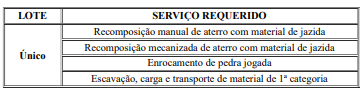 LOTE SERVIÇO REQUERIDO
Recomposição manual de aterro com material de jazida
Recomposição mecanizada de aterro com material de jazida
Único
Enrocamento de pedra jogada
Escavação, carga e transporte de material de 1ª categoria